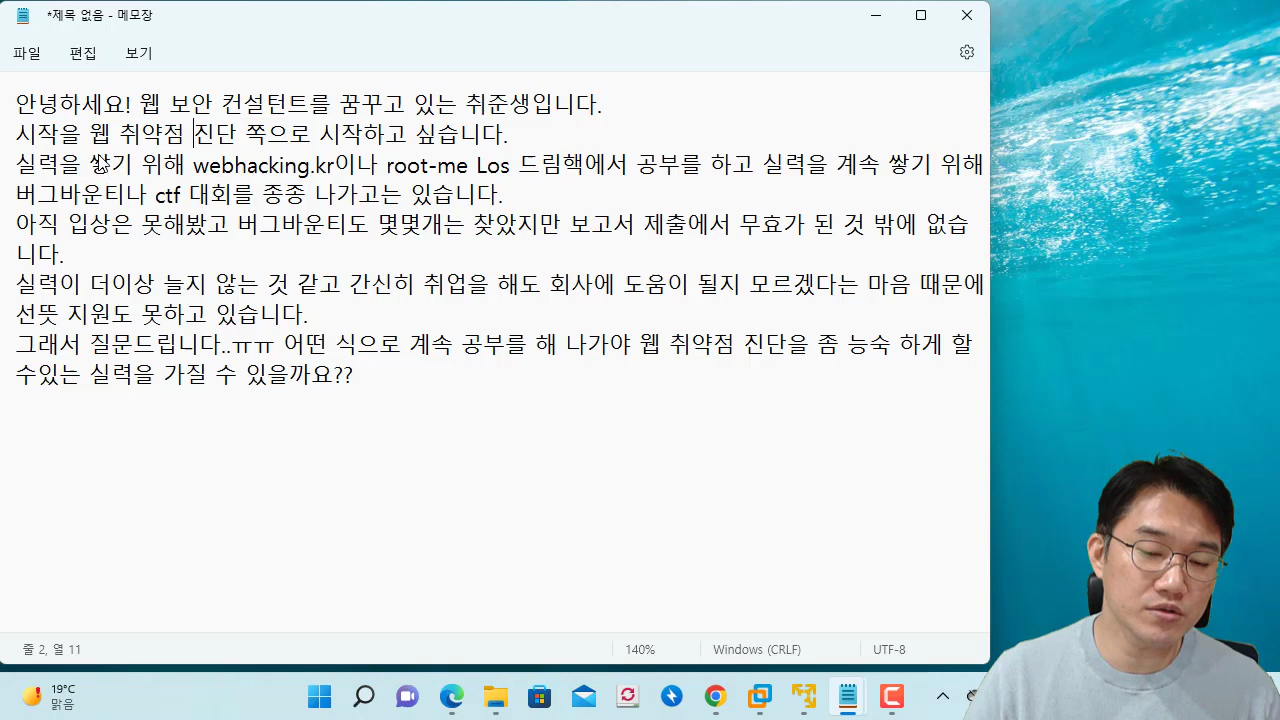 *제목 없음 - 메모장
파일 편집 보기
안녕하세요! 웹 보안 컨설턴트를 꿈꾸고 있는 취준생입니다.
시작을 웹 취약점 진단 쪽으로 시작하고 싶습니다.
실력을 쌓기 위해 webhacking.kr이나 root-me Los 드림핵에서 공부를 하고 실력을 계속 쌓기 위해
버그바운티나 ctf 대회를 종종 나가고는 있습니다.
아직 입상은 못해봤고 버그바운티도 몇몇개는 찾았지만 보고서 제출에서 무효가 된 것 밖에 없습
니다.
실력이 더이상 늘지 않는 것 같고 간신히 취업을 해도 회사에 도움이 될지 모르겠다는 마음 때문에
선뜻 지원도 못하고 있습니다.
그래서 질문드립니다..ㅠㅠ 어떤 식으로 계속 공부를 해 나가야 웹 취약점 진단을 좀 능숙 하게 할
수있는 실력을 가질 수 있을까요??
줄 2, 열 11 140% Windows (CRLF) UTF-8
19°C
맑음